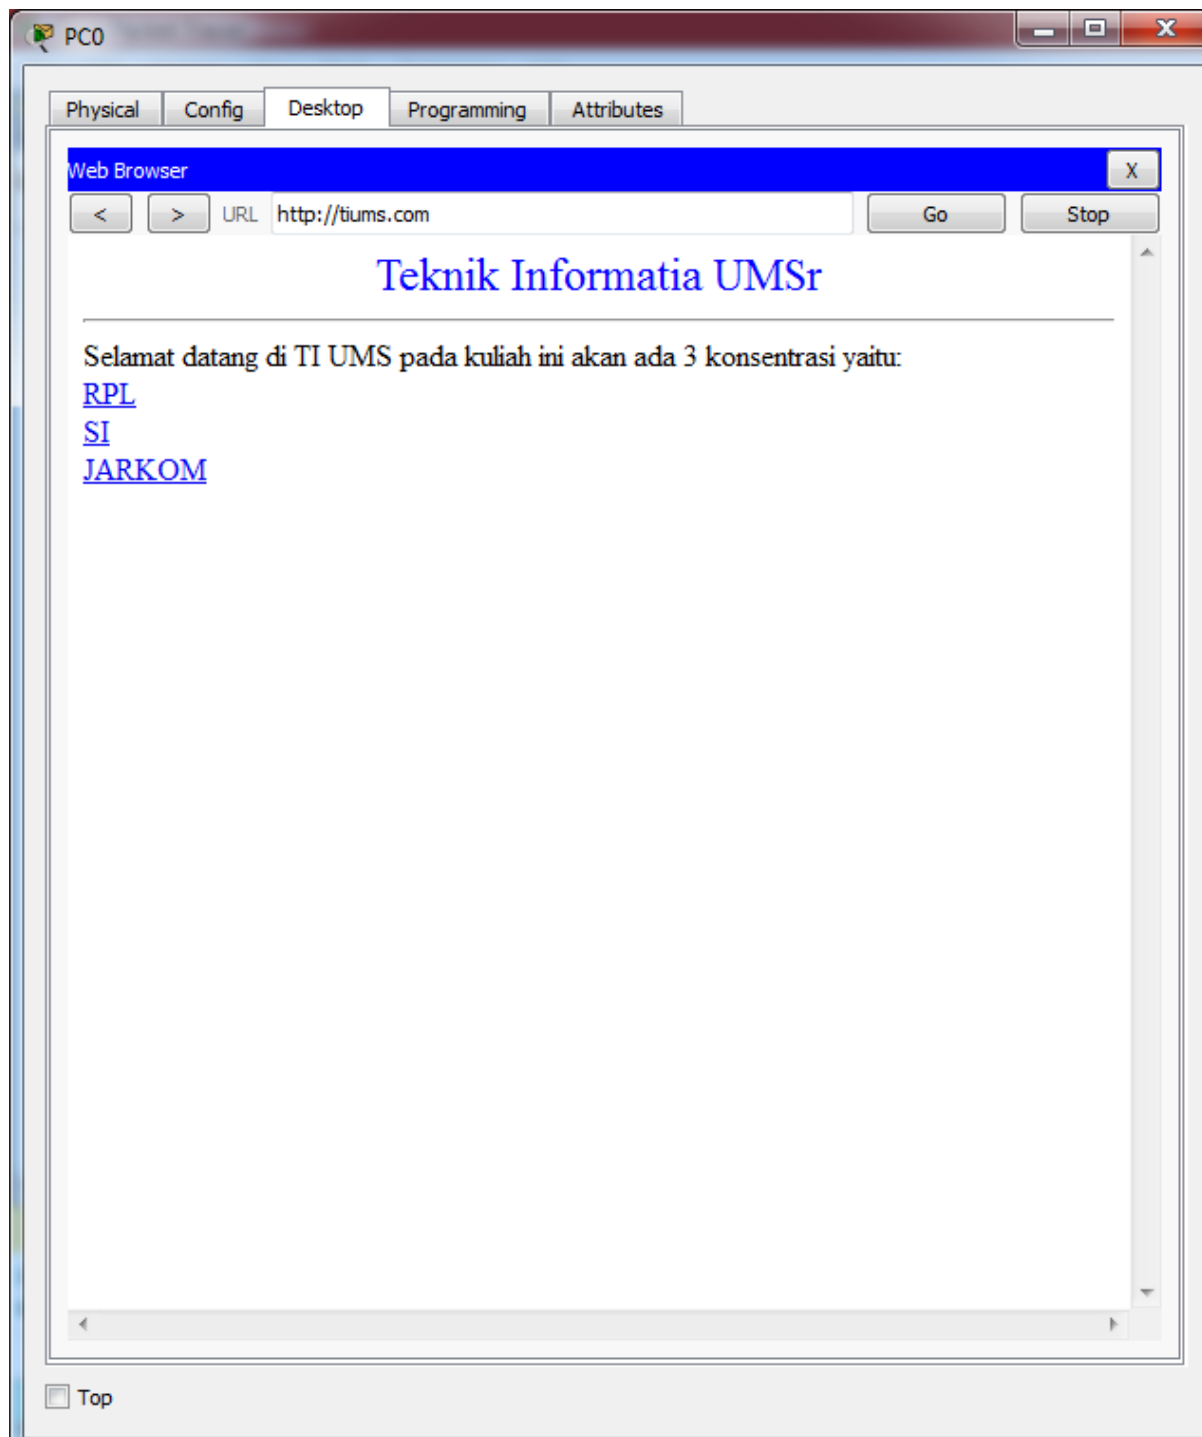 PC0
Physical Config Desktop Programming Attributes
Web Browser X
< > URL http://tiums.com Go Stop
Teknik Informatia UMSr
Selamat datang di TI UMS pada kuliah ini akan ada 3 konsentrasi yaitu:
RPL
SI
JARKOM
Top